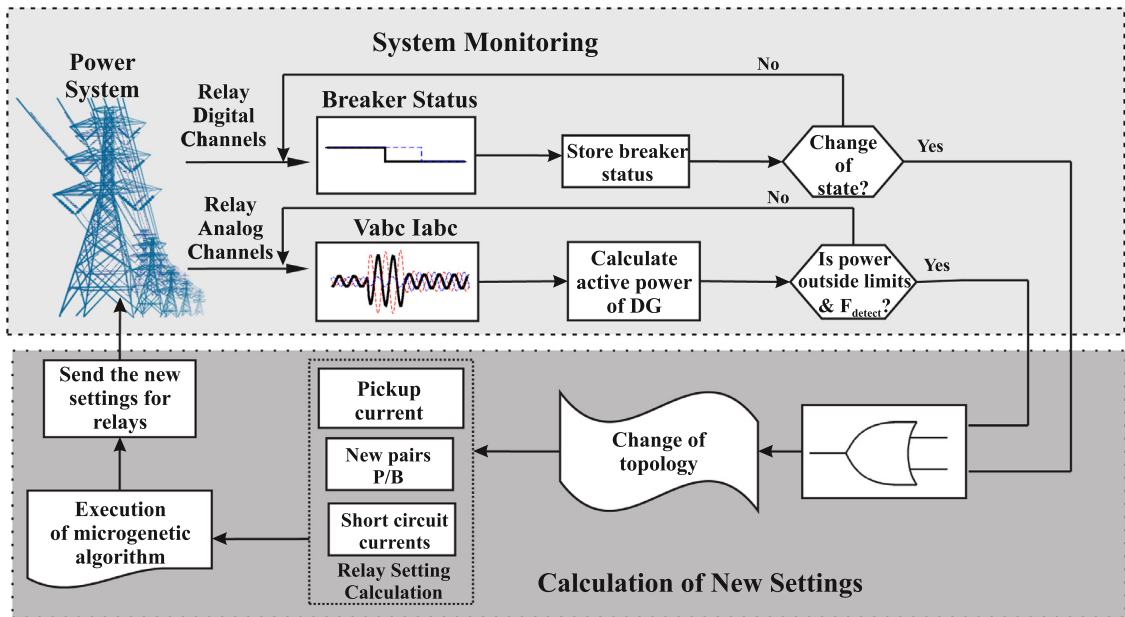 System Monitoring
Power
System
Relay
Digital
Channels
Breaker Status
Store breaker
status
Change
of
state?
No
Yes
Relay
Analog
Channels
Vabc Iabc
Calculate
active power
of DG
Is power
outside limits
& Fdetect?
No
Yes
Send the new
settings for
relays
Execution
of microgenetic
algorithm
Pickup
current
New pairs
P/B
Short circuit
currents
Relay Setting
Calculation
Change of
topology
Calculation of New Settings